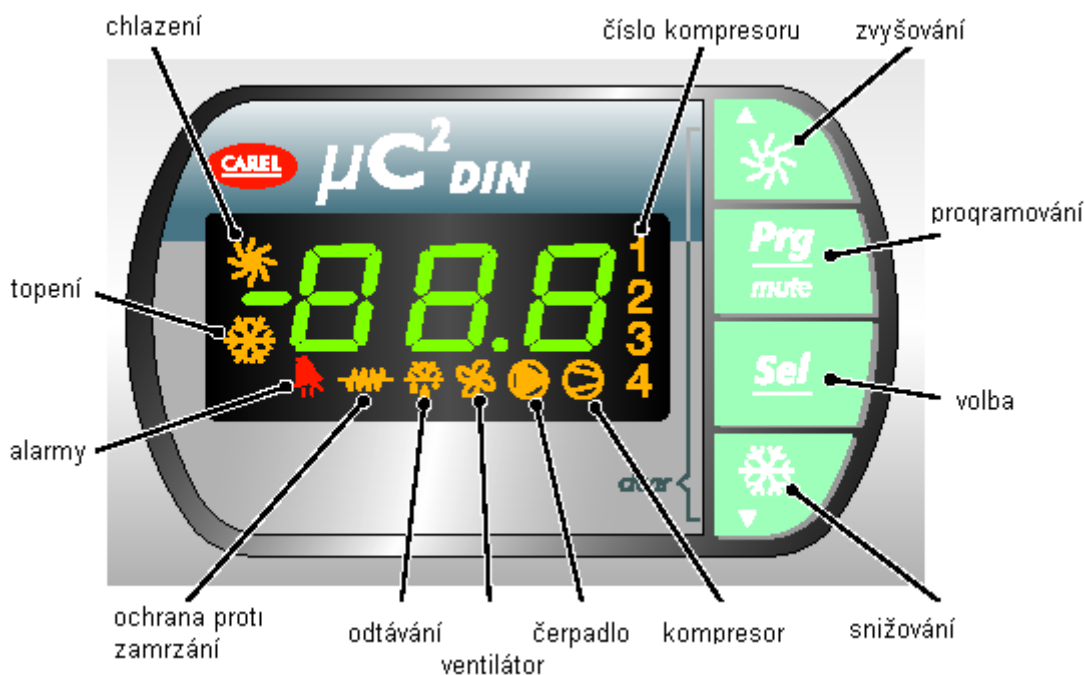 chlazení
číslo kompresoru
zvyšování
CAREL
µC² DIN
Prg
mute
programování
topení
-88.8
1
2
3
4
Sel
volba
alarmy
clear
ochrana proti
zamrzání
odtávání
ventilátor
čerpadlo
kompresor
snižování